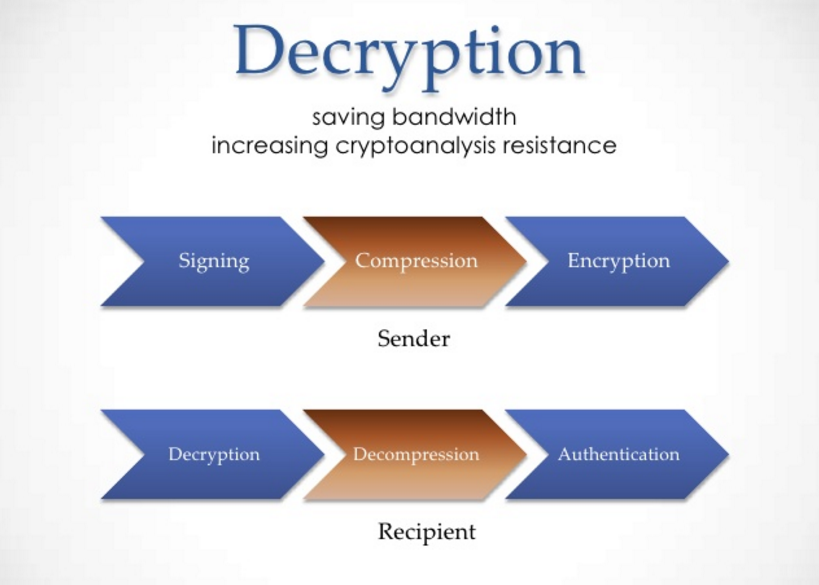 Decryption
saving bandwidth
increasing cryptoanalysis resistance
Signing Compression Encryption
Sender
Decryption Decompression Authentication
Recipient